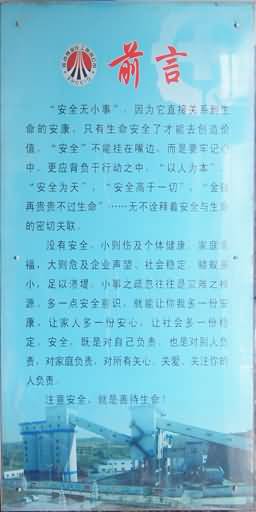 前言
“安全无小事”，因为它直接关系到生
命的安康，只有生命安全了才能去创造价
值。“安全”不能挂在嘴边，而是要牢记心
中，更应背负于行动之中，“以人为本”、
“安全为天”，“安全高于一切”，“金钱
再贵贵不过生命”……无不诠释着安全与生命
的密切关联。
没有安全，小则伤及个体健康、家庭幸
福，大则危及企业声望、社会稳定。蝼蚁虽
小，足以溃堤，小事之疏忽往往是灾难之根
源，多一点安全意识，就能让你我多一份安
康，让家人多一份安心，让社会多一份稳
定。安全，既是对自己负责，也是对别人负
责，对家庭负责，对所有关心、关爱、关注你的
人负责。
注意安全，就是善待生命！